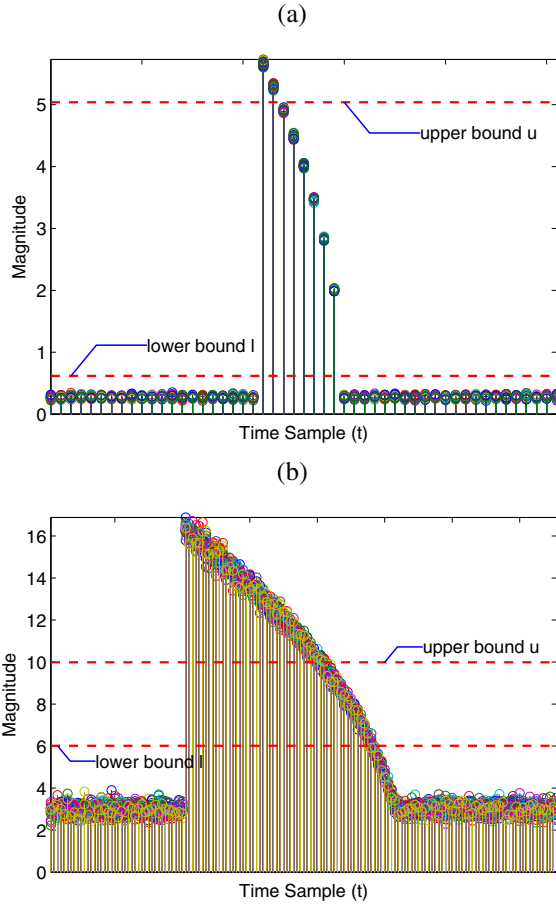 (a)
5
4
3
2
1
0
Magnitude
upper bound u
lower bound l
Time Sample (t)
(b)
16
14
12
10
8
6
4
2
0
Magnitude
upper bound u
lower bound l
Time Sample (t)